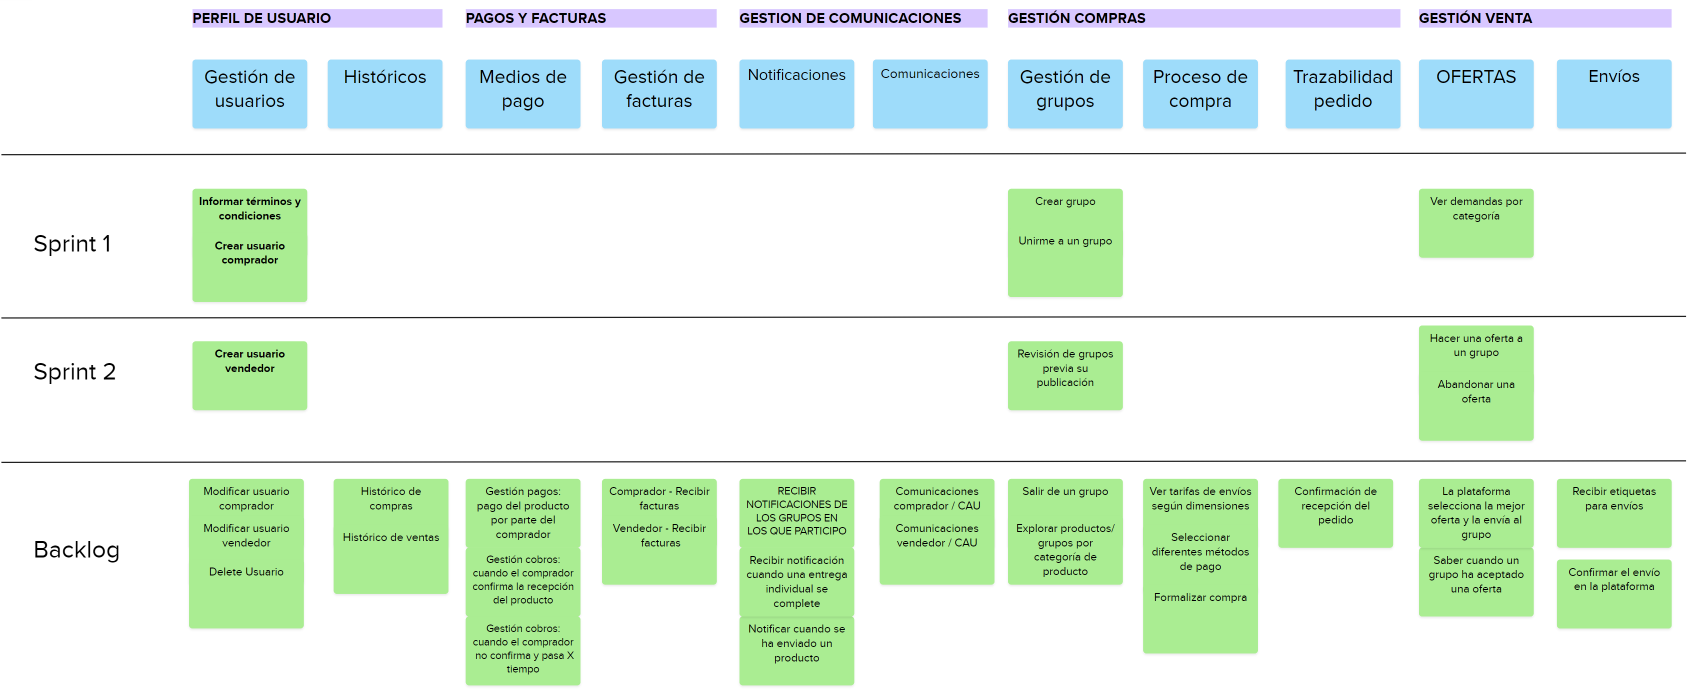 PERFIL DE USUARIO
PAGOS Y FACTURAS
GESTION DE COMUNICACIONES
GESTIÓN COMPRAS
GESTIÓN VENTA
Gestión de
usuarios
Históricos
Medios de
pago
Gestión de
facturas
Notificaciones
Comunicaciones
Gestión de
grupos
Proceso de
compra
Trazabilidad
pedido
OFERTAS
Envíos
Sprint 1
Informar términos y
condiciones
Crear usuario
comprador
Crear grupo
Unirme a un grupo
Ver demandas por
categoría
Sprint 2
Crear usuario
vendedor
Revisión de grupos
previa su
publicación
Hacer una oferta a
un grupo
Abandonar una
oferta
Backlog
Modificar usuario
comprador
Modificar usuario
vendedor
Delete Usuario
Histórico de
compras
Histórico de ventas
Gestión pagos:
pago del producto
por parte del
comprador
Gestión cobros:
cuando el comprador
confirma la recepción
del producto
Gestión cobros:
cuando el comprador
no confirma y pasa X
tiempo
Comprador - Recibir
facturas
Vendedor - Recibir
facturas
RECIBIR
NOTIFICACIONES DE
LOS GRUPOS EN
LOS QUE PARTICIPO
Recibir notificación
cuando una entrega
individual se
complete
Notificar cuando se
ha enviado un
producto
Comunicaciones
comprador / CAU
Comunicaciones
vendedor / CAU
Salir de un grupo
Explorar productos/
grupos por
categoría de
producto
Ver tarifas de envíos
según dimensiones
Seleccionar
diferentes métodos
de pago
Formalizar compra
Confirmación de
recepción del
pedido
La plataforma
selecciona la mejor
oferta y la envía al
grupo
Saber cuando un
grupo ha aceptado
una oferta
Recibir etiquetas
para envíos
Confirmar el envío
en la plataforma